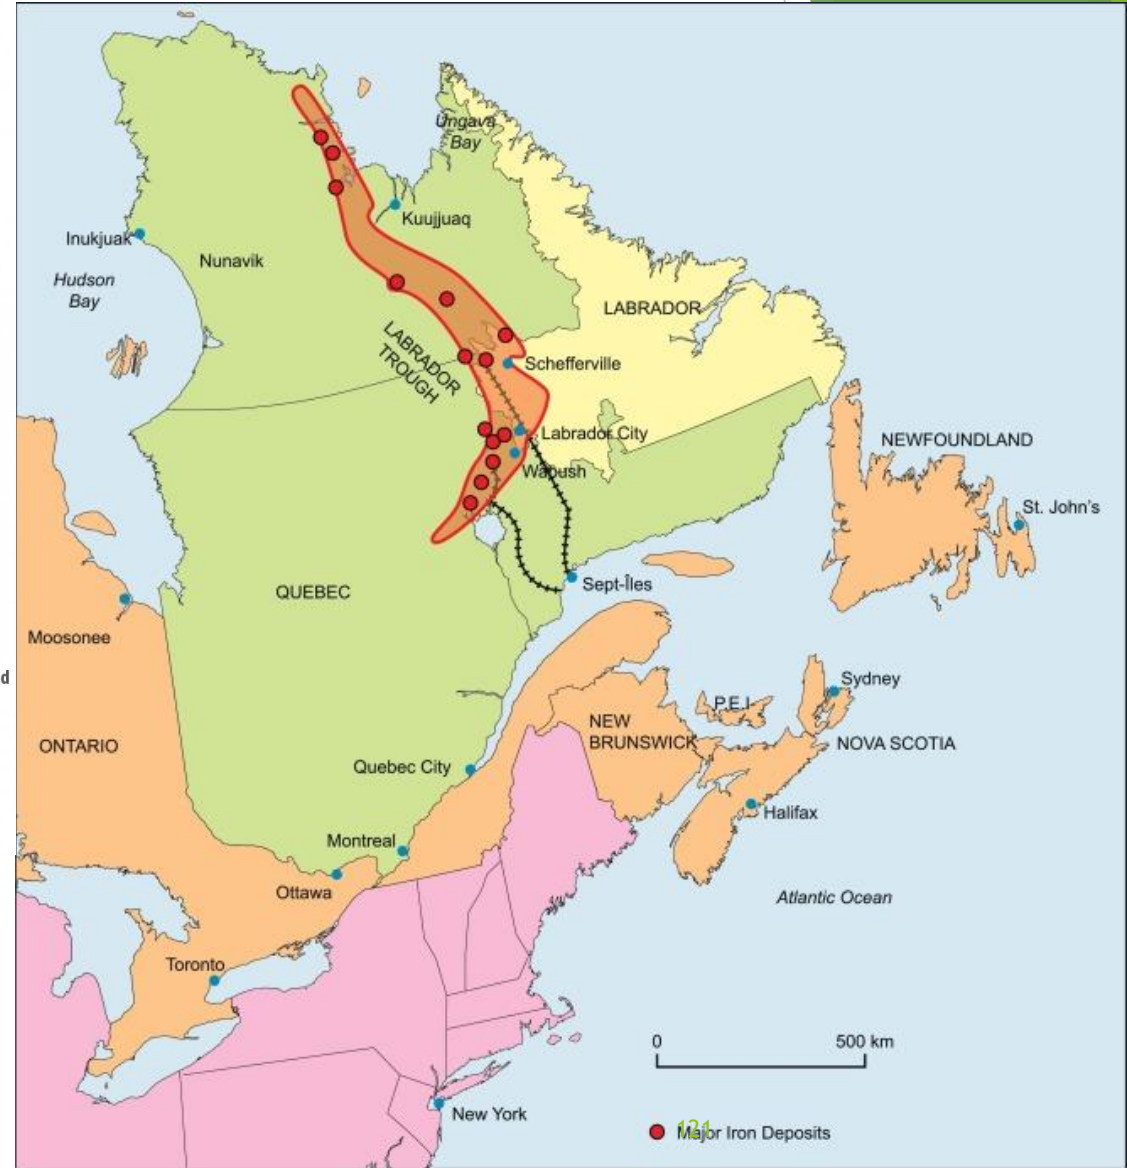 Ungava
Bay
Kuujjuaq
Inukjuak
Nunavik
Hudson
Bay
LABRADOR
LABRADOR
TROUGH
Schefferville
Labrador City
Wabush
NEWFOUNDLAND
St. John's
Sept-Îles
QUEBEC
Moosonee
d
Sydney
P.E.I.
NEW
BRUNSWICK
NOVA SCOTIA
ONTARIO
Quebec City
Halifax
Montreal
Ottawa
Atlantic Ocean
Toronto
0 500 km
New York
Major Iron Deposits
121